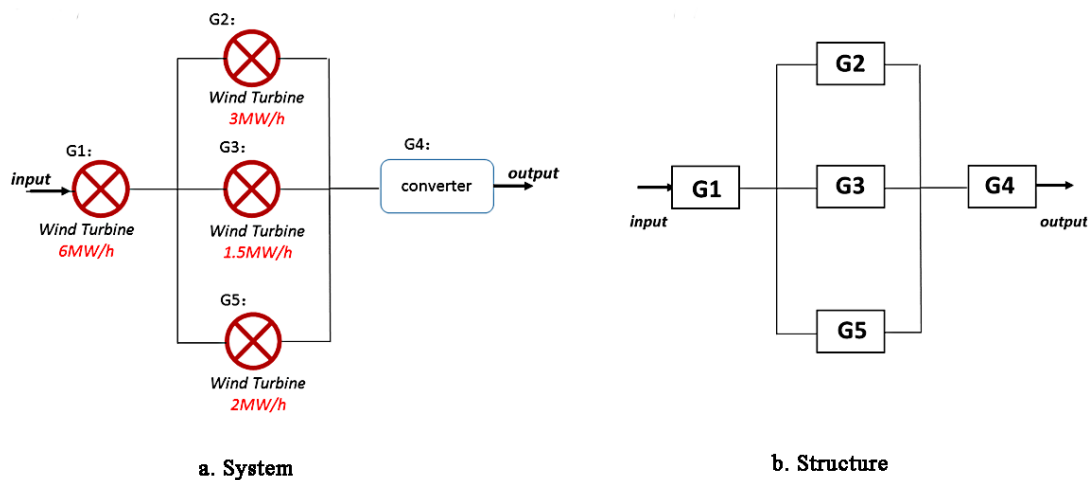 G2:
Wind Turbine
3MW/h
G1:
input
Wind Turbine
6MW/h
G3:
Wind Turbine
1.5MW/h
G5:
Wind Turbine
2MW/h
G4:
converter
output
a. System
G2
input
G1
G3
G4
output
G5
b. Structure